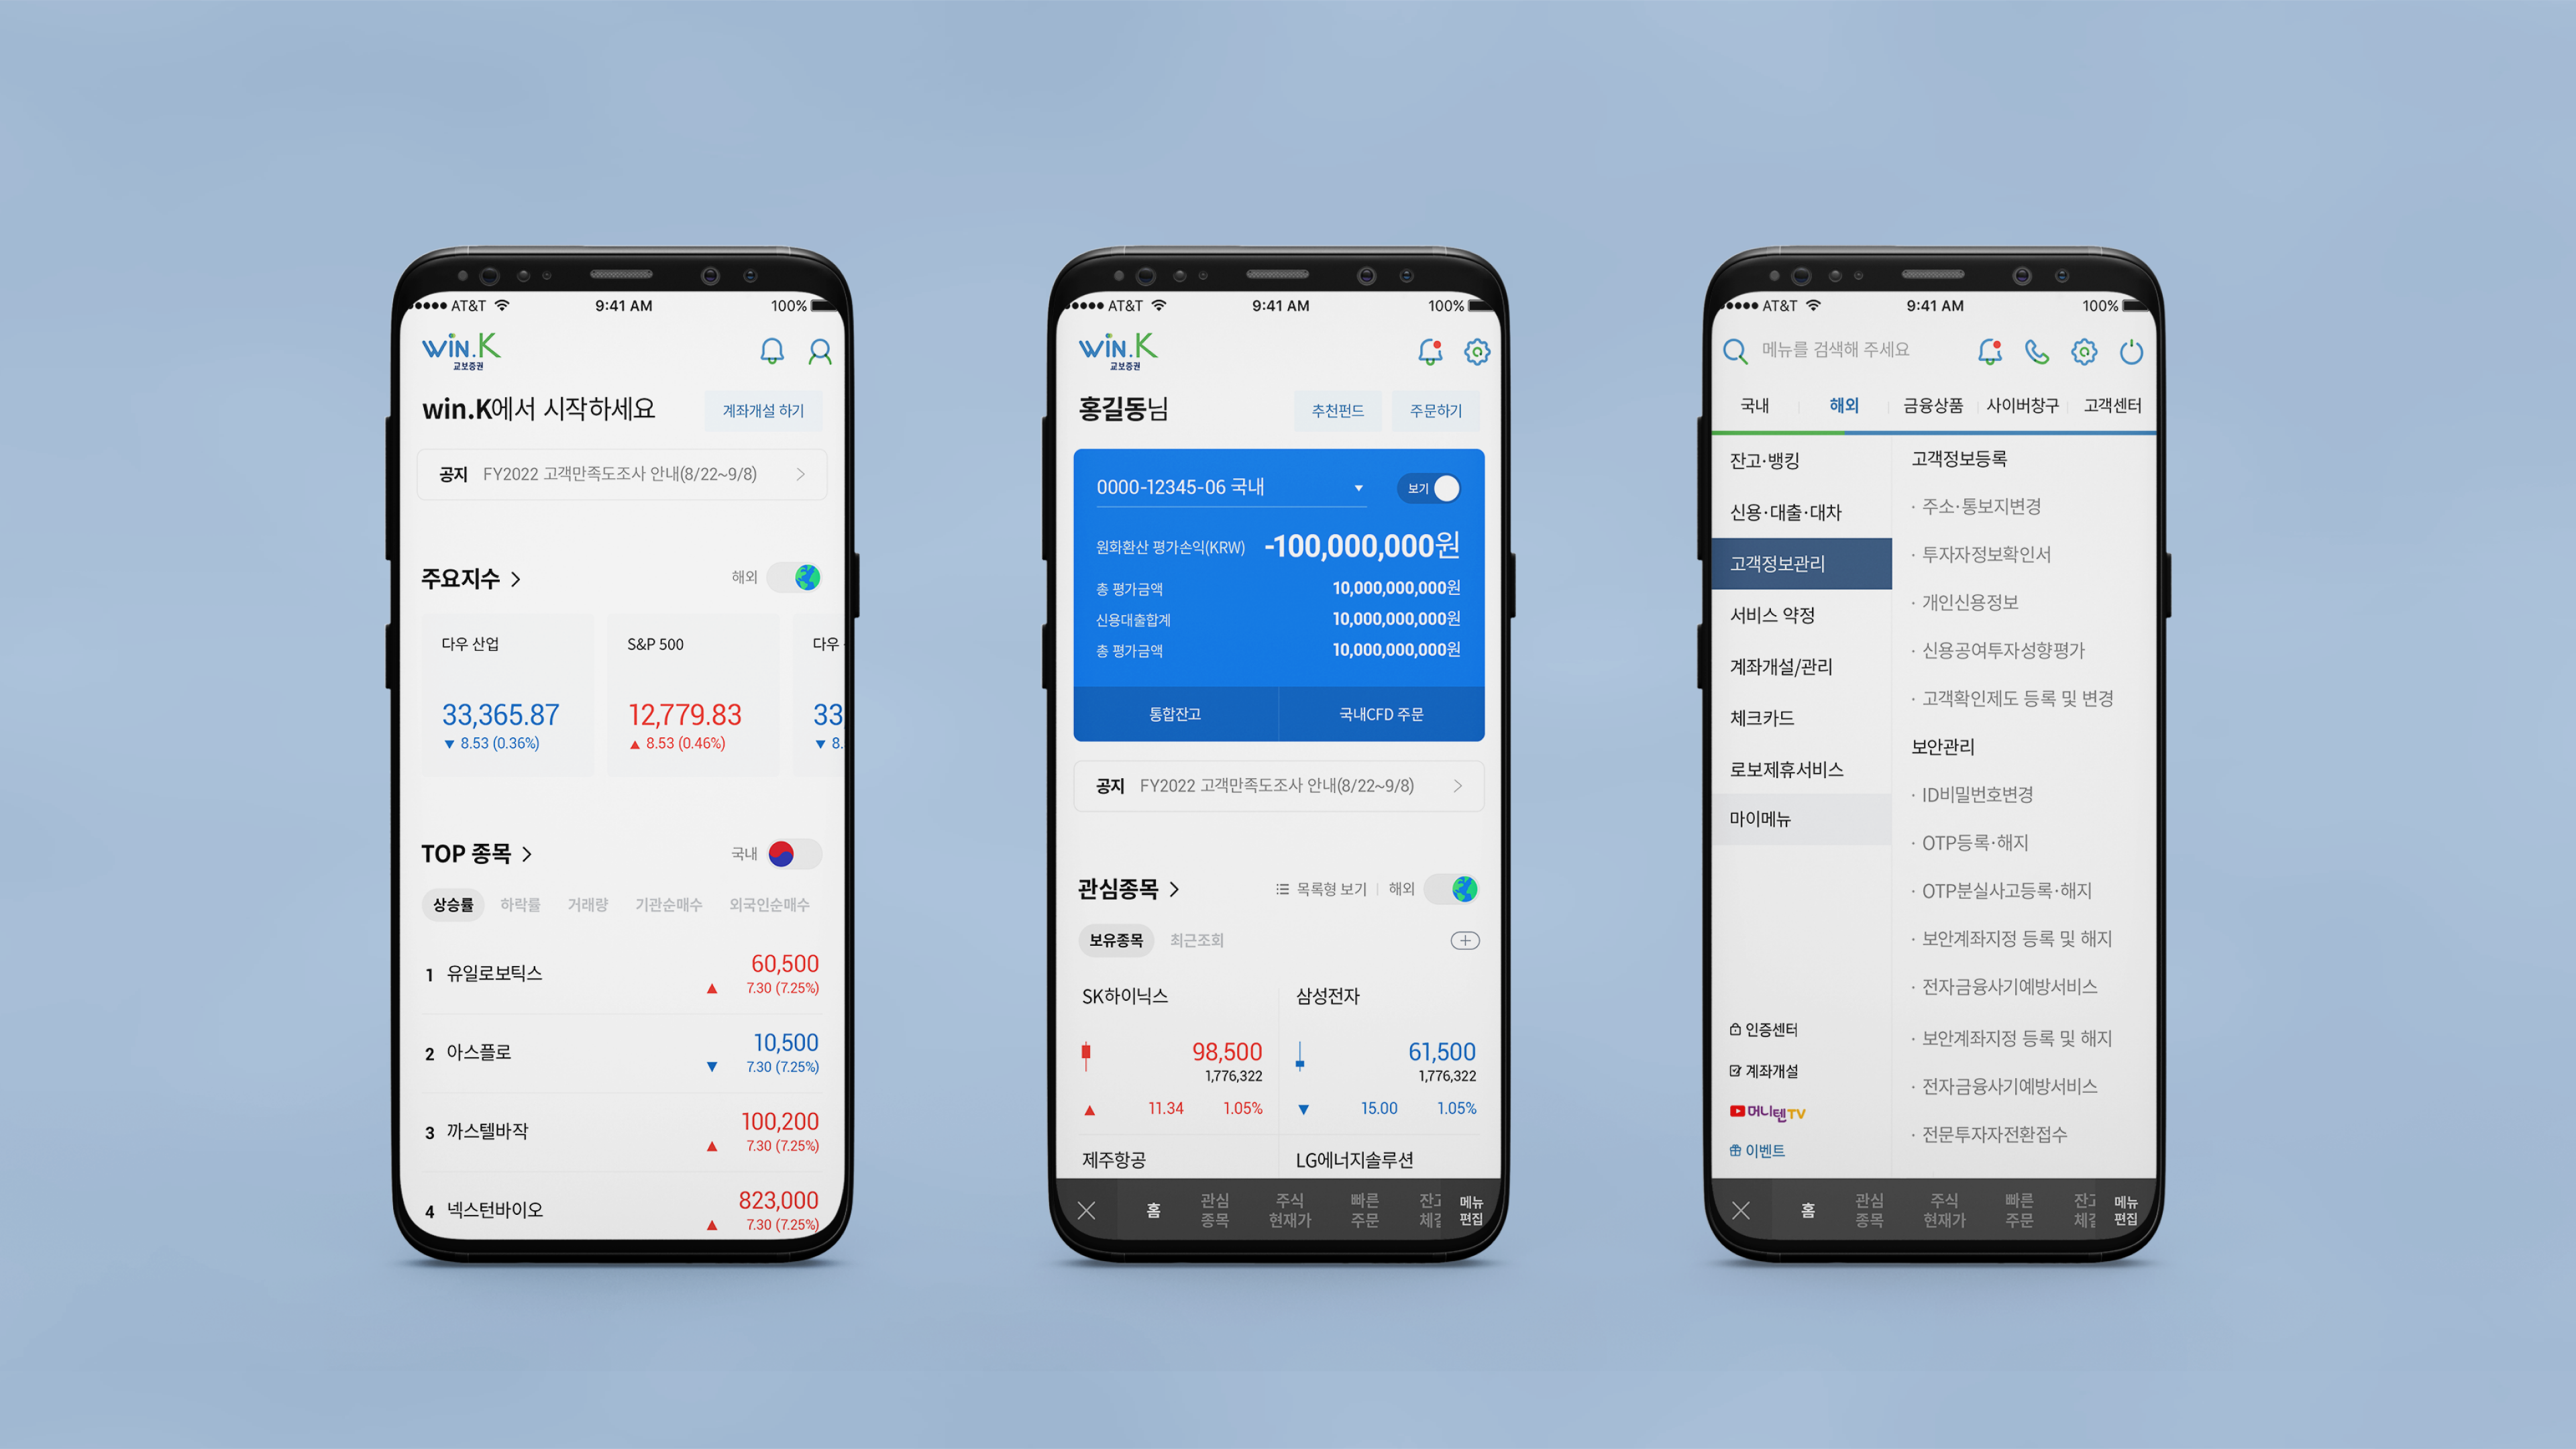 AT&T 9:41 AM 100%
win.K
교보증권
win.K에서 시작하세요 계좌개설 하기
공지 FY2022 고객만족도조사 안내(8/22~9/8)
주요지수 해외
다우 산업 S&P 500 다우
33,365.87 12,779.83 33,
▼ 8.53 (0.36%) ▲ 8.53 (0.46%) ▼ 8.
TOP 종목 국내
상승률 하락률 거래량 기관순매수 외국인순매수
1 유일로보틱스 60,500
▲ 7.30 (7.25%)
2 아스플로 10,500
▼ 7.30 (7.25%)
3 까스텔바작 100,200
▲ 7.30 (7.25%)
4 넥스턴바이오 823,000
▲ 7.30 (7.25%)
AT&T 9:41 AM 100%
win.K
교보증권
홍길동님 추천펀드 주문하기
0000-12345-06 국내 ▼ 보기
원화환산 평가손익(KRW) -100,000,000원
총 평가금액 10,000,000,000원
신용대출합계 10,000,000,000원
총 평가금액 10,000,000,000원
통합잔고 국내CFD 주문
공지 FY2022 고객만족도조사 안내(8/22~9/8)
관심종목 목록형 보기 해외
보유종목 최근조회
SK하이닉스 삼성전자
98,500 61,500
1,776,322 1,776,322
▲ 11.34 1.05% ▼ 15.00 1.05%
제주항공 LG에너지솔루션
홈 관심 주식 빠른 잔고 메뉴
종목 현재가 주문 체결 편집
AT&T 9:41 AM 100%
메뉴를 검색해 주세요
국내 해외 금융상품 사이버창구 고객센터
잔고·뱅킹
신용·대출·대차
고객정보관리
서비스 약정
계좌개설/관리
체크카드
로보제휴서비스
마이메뉴
인증센터
계좌개설
머니텐TV
이벤트
고객정보등록
· 주소·통보지변경
· 투자자정보확인서
· 개인신용정보
· 신용공여투자성향평가
· 고객확인제도 등록 및 변경
보안관리
· ID비밀번호변경
· OTP등록·해지
· OTP분실사고등록·해지
· 보안계좌지정 등록 및 해지
· 전자금융사기예방서비스
· 보안계좌지정 등록 및 해지
· 전자금융사기예방서비스
· 전문투자자전환접수
홈 관심 주식 빠른 잔고 메뉴
종목 현재가 주문 체결 편집